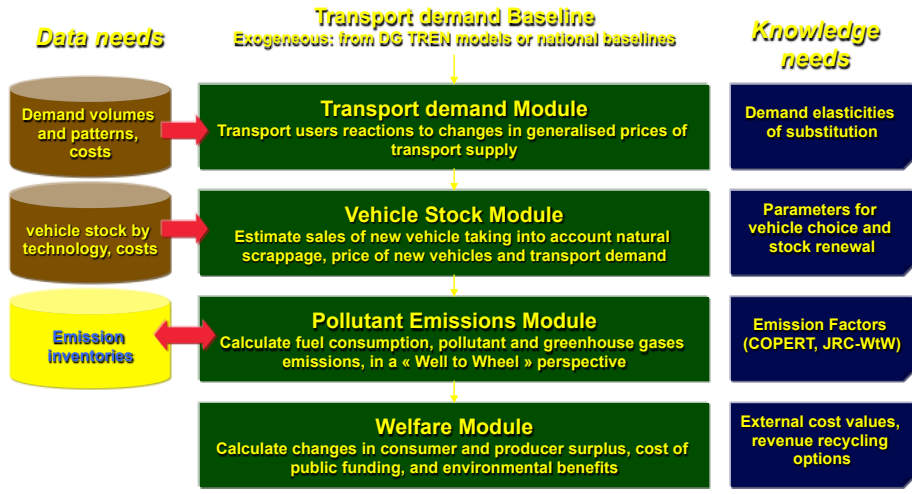 Transport demand Baseline
Exogeneous: from DG TREN models or national baselines
Data needs
Knowledge
needs
Demand volumes
and patterns,
costs
Transport demand Module
Transport users reactions to changes in generalised prices of
transport supply
Demand elasticities
of substitution
vehicle stock by
technology, costs
Vehicle Stock Module
Estimate sales of new vehicle taking into account natural
scrappage, price of new vehicles and transport demand
Parameters for
vehicle choice and
stock renewal
Emission
inventories
Pollutant Emissions Module
Calculate fuel consumption, pollutant and greenhouse gases
emissions, in a « Well to Wheel » perspective
Emission Factors
(COPERT, JRC-WtW)
Welfare Module
Calculate changes in consumer and producer surplus, cost of
public funding, and environmental benefits
External cost values,
revenue recycling
options